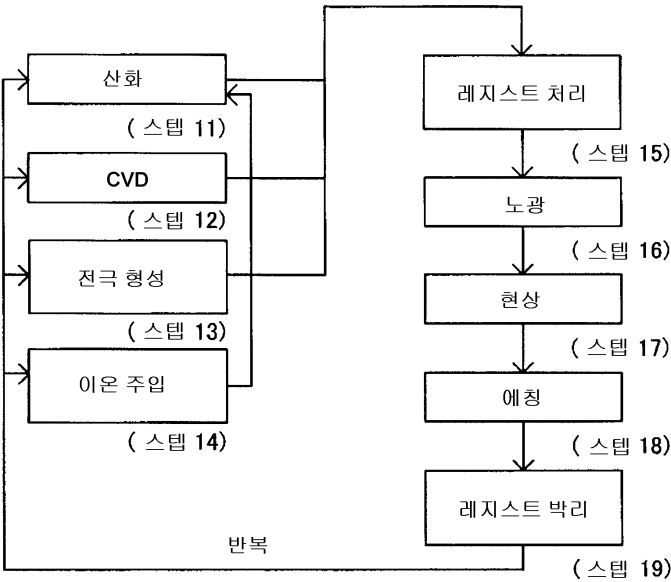 산화
( 스텝 11)
CVD
( 스텝 12)
전극 형성
( 스텝 13)
이온 주입
( 스텝 14)
레지스트 처리
( 스텝 15)
노광
( 스텝 16)
현상
( 스텝 17)
에칭
( 스텝 18)
레지스트 박리
( 스텝 19)
반복